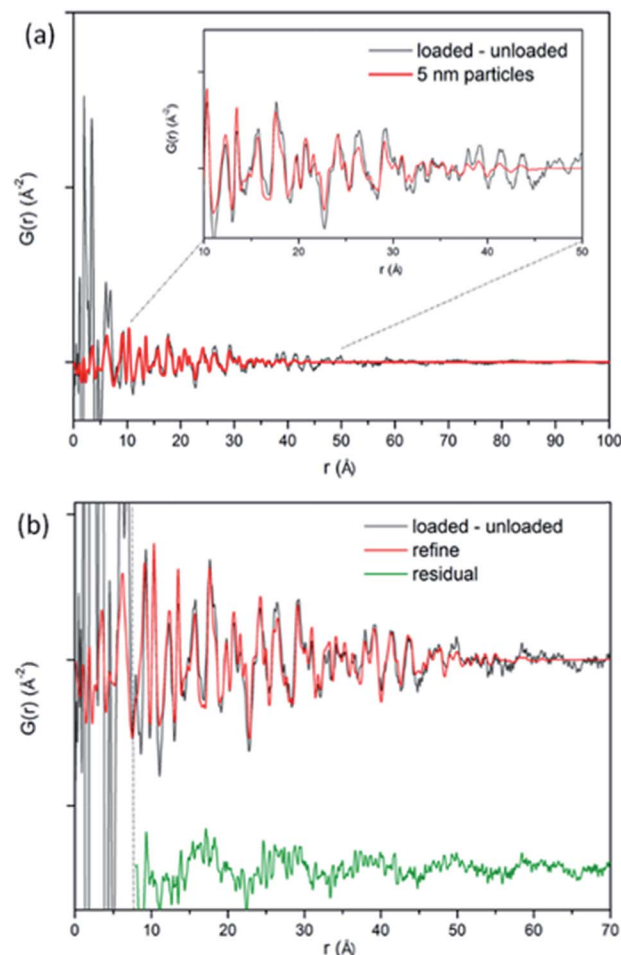 (a)
loaded - unloaded
5 nm particles
G(r) (Å⁻²)
10 20 30 40 50
r (Å)
G(r) (Å⁻²)
0 10 20 30 40 50 60 70 80 90 100
r (Å)
(b)
loaded - unloaded
refine
residual
G(r) (Å⁻²)
0 10 20 30 40 50 60 70
r (Å)